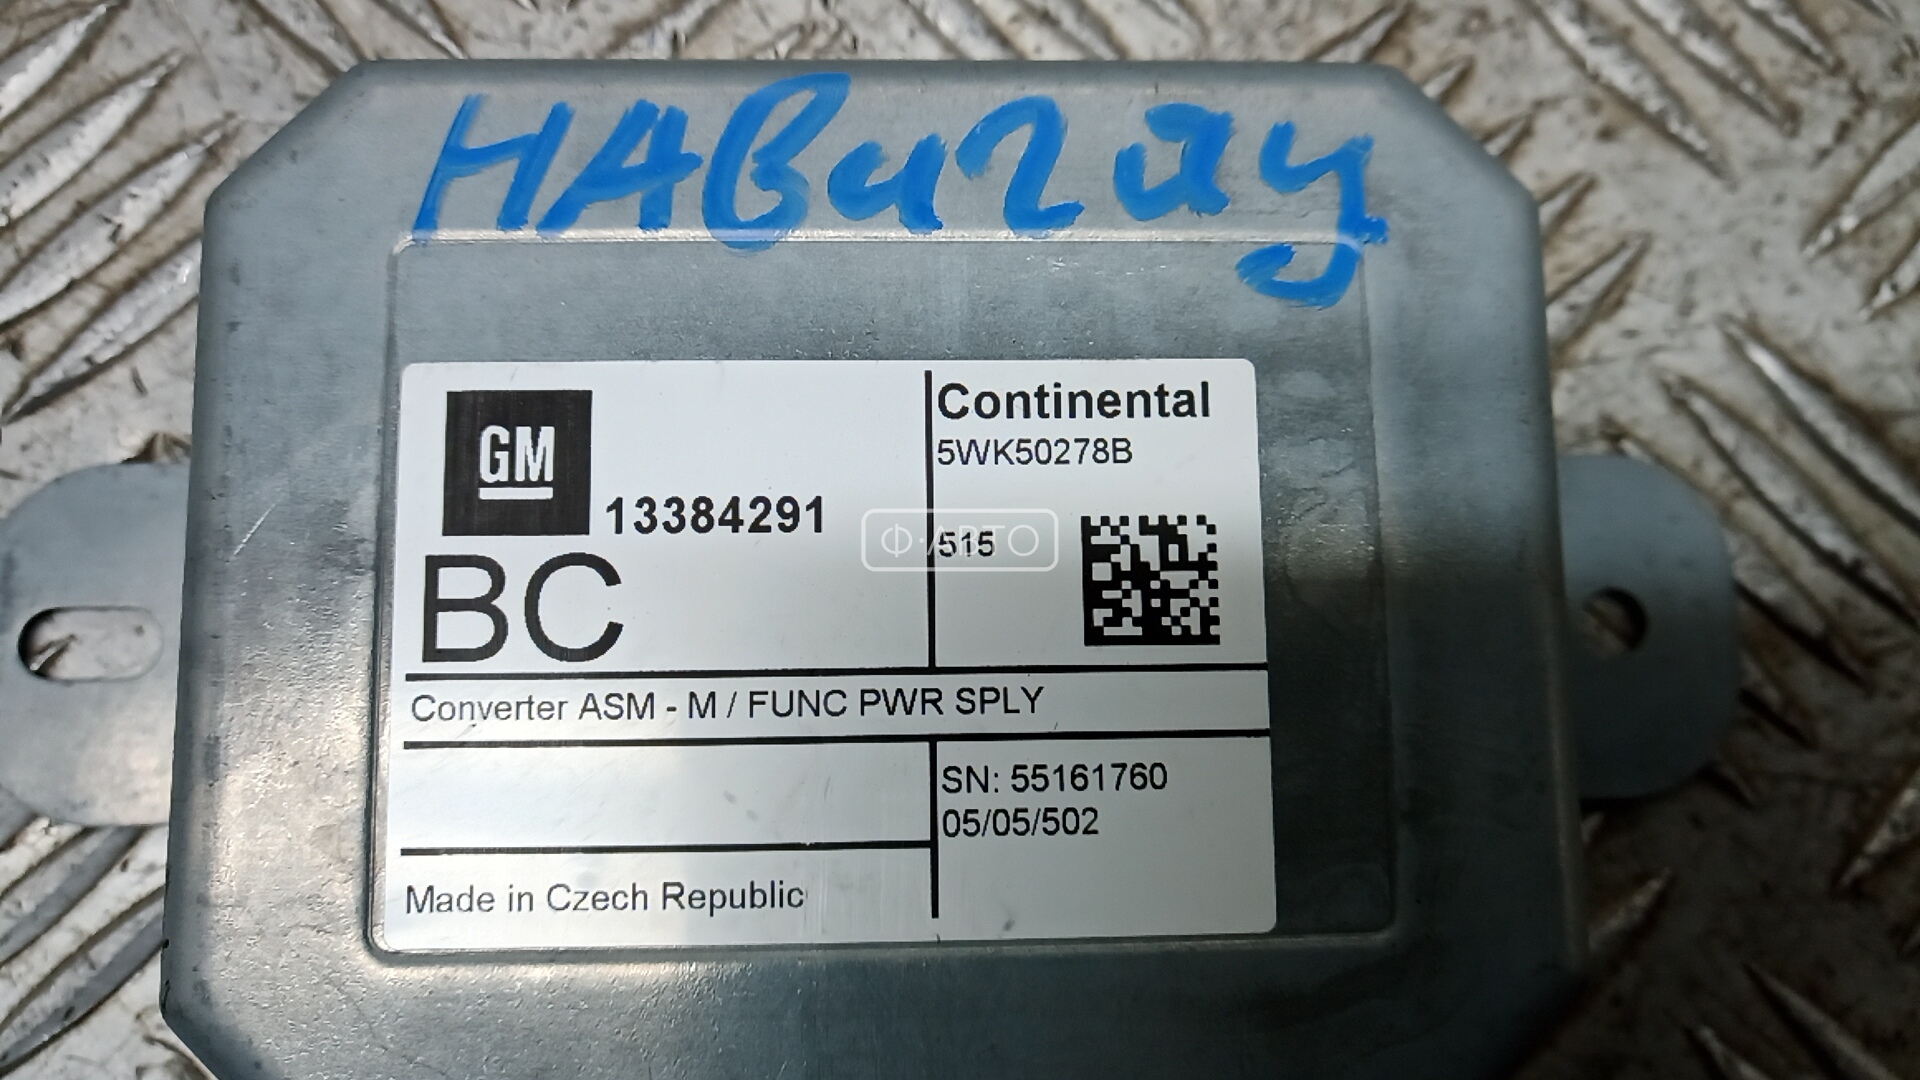 НАвигац
GM
13384291
BC
Continental
5WK50278B
515
Ф·АВТО
Converter ASM - M / FUNC PWR SPLY
SN: 55161760
05/05/502
Made in Czech Republic